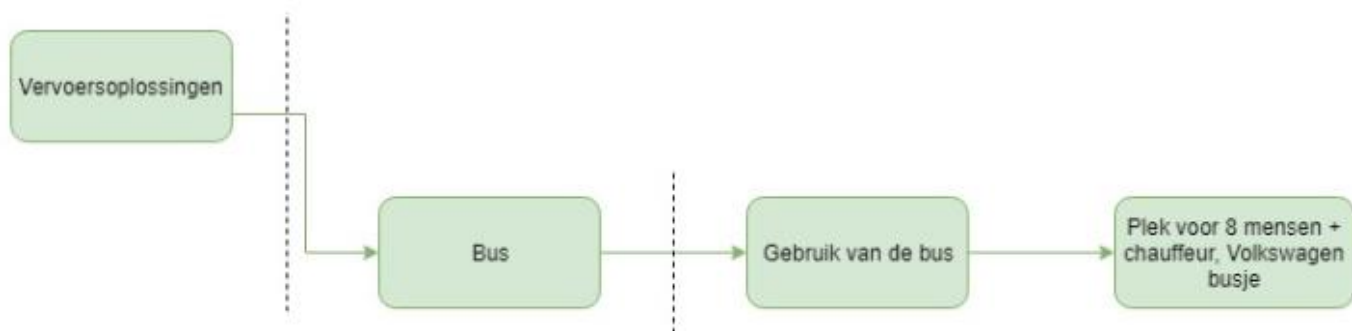 Vervoersoplossingen
Bus
Gebruik van de bus
Plek voor 8 mensen +
chauffeur, Volkswagen
busje